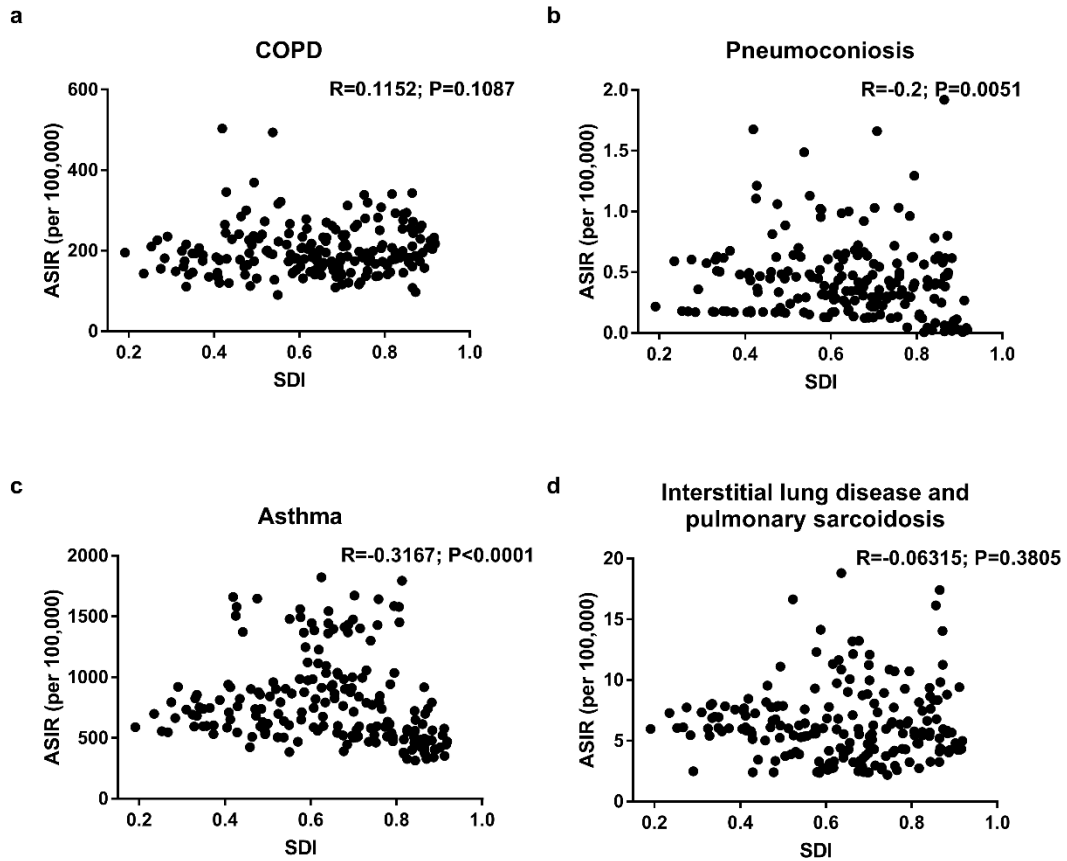 a
COPD
R=0.1152; P=0.1087
600
400
200
0
ASIR (per 100,000)
0.2 0.4 0.6 0.8 1.0
SDI
b
Pneumoconiosis
R=-0.2; P=0.0051
2.0
1.5
1.0
0.5
0.0
ASIR (per 100,000)
0.2 0.4 0.6 0.8 1.0
SDI
c
Asthma
R=-0.3167; P<0.0001
2000
1500
1000
500
0
ASIR (per 100,000)
0.2 0.4 0.6 0.8 1.0
SDI
d
Interstitial lung disease and
pulmonary sarcoidosis
R=-0.06315; P=0.3805
20
15
10
5
0
ASIR (per 100,000)
0.2 0.4 0.6 0.8 1.0
SDI